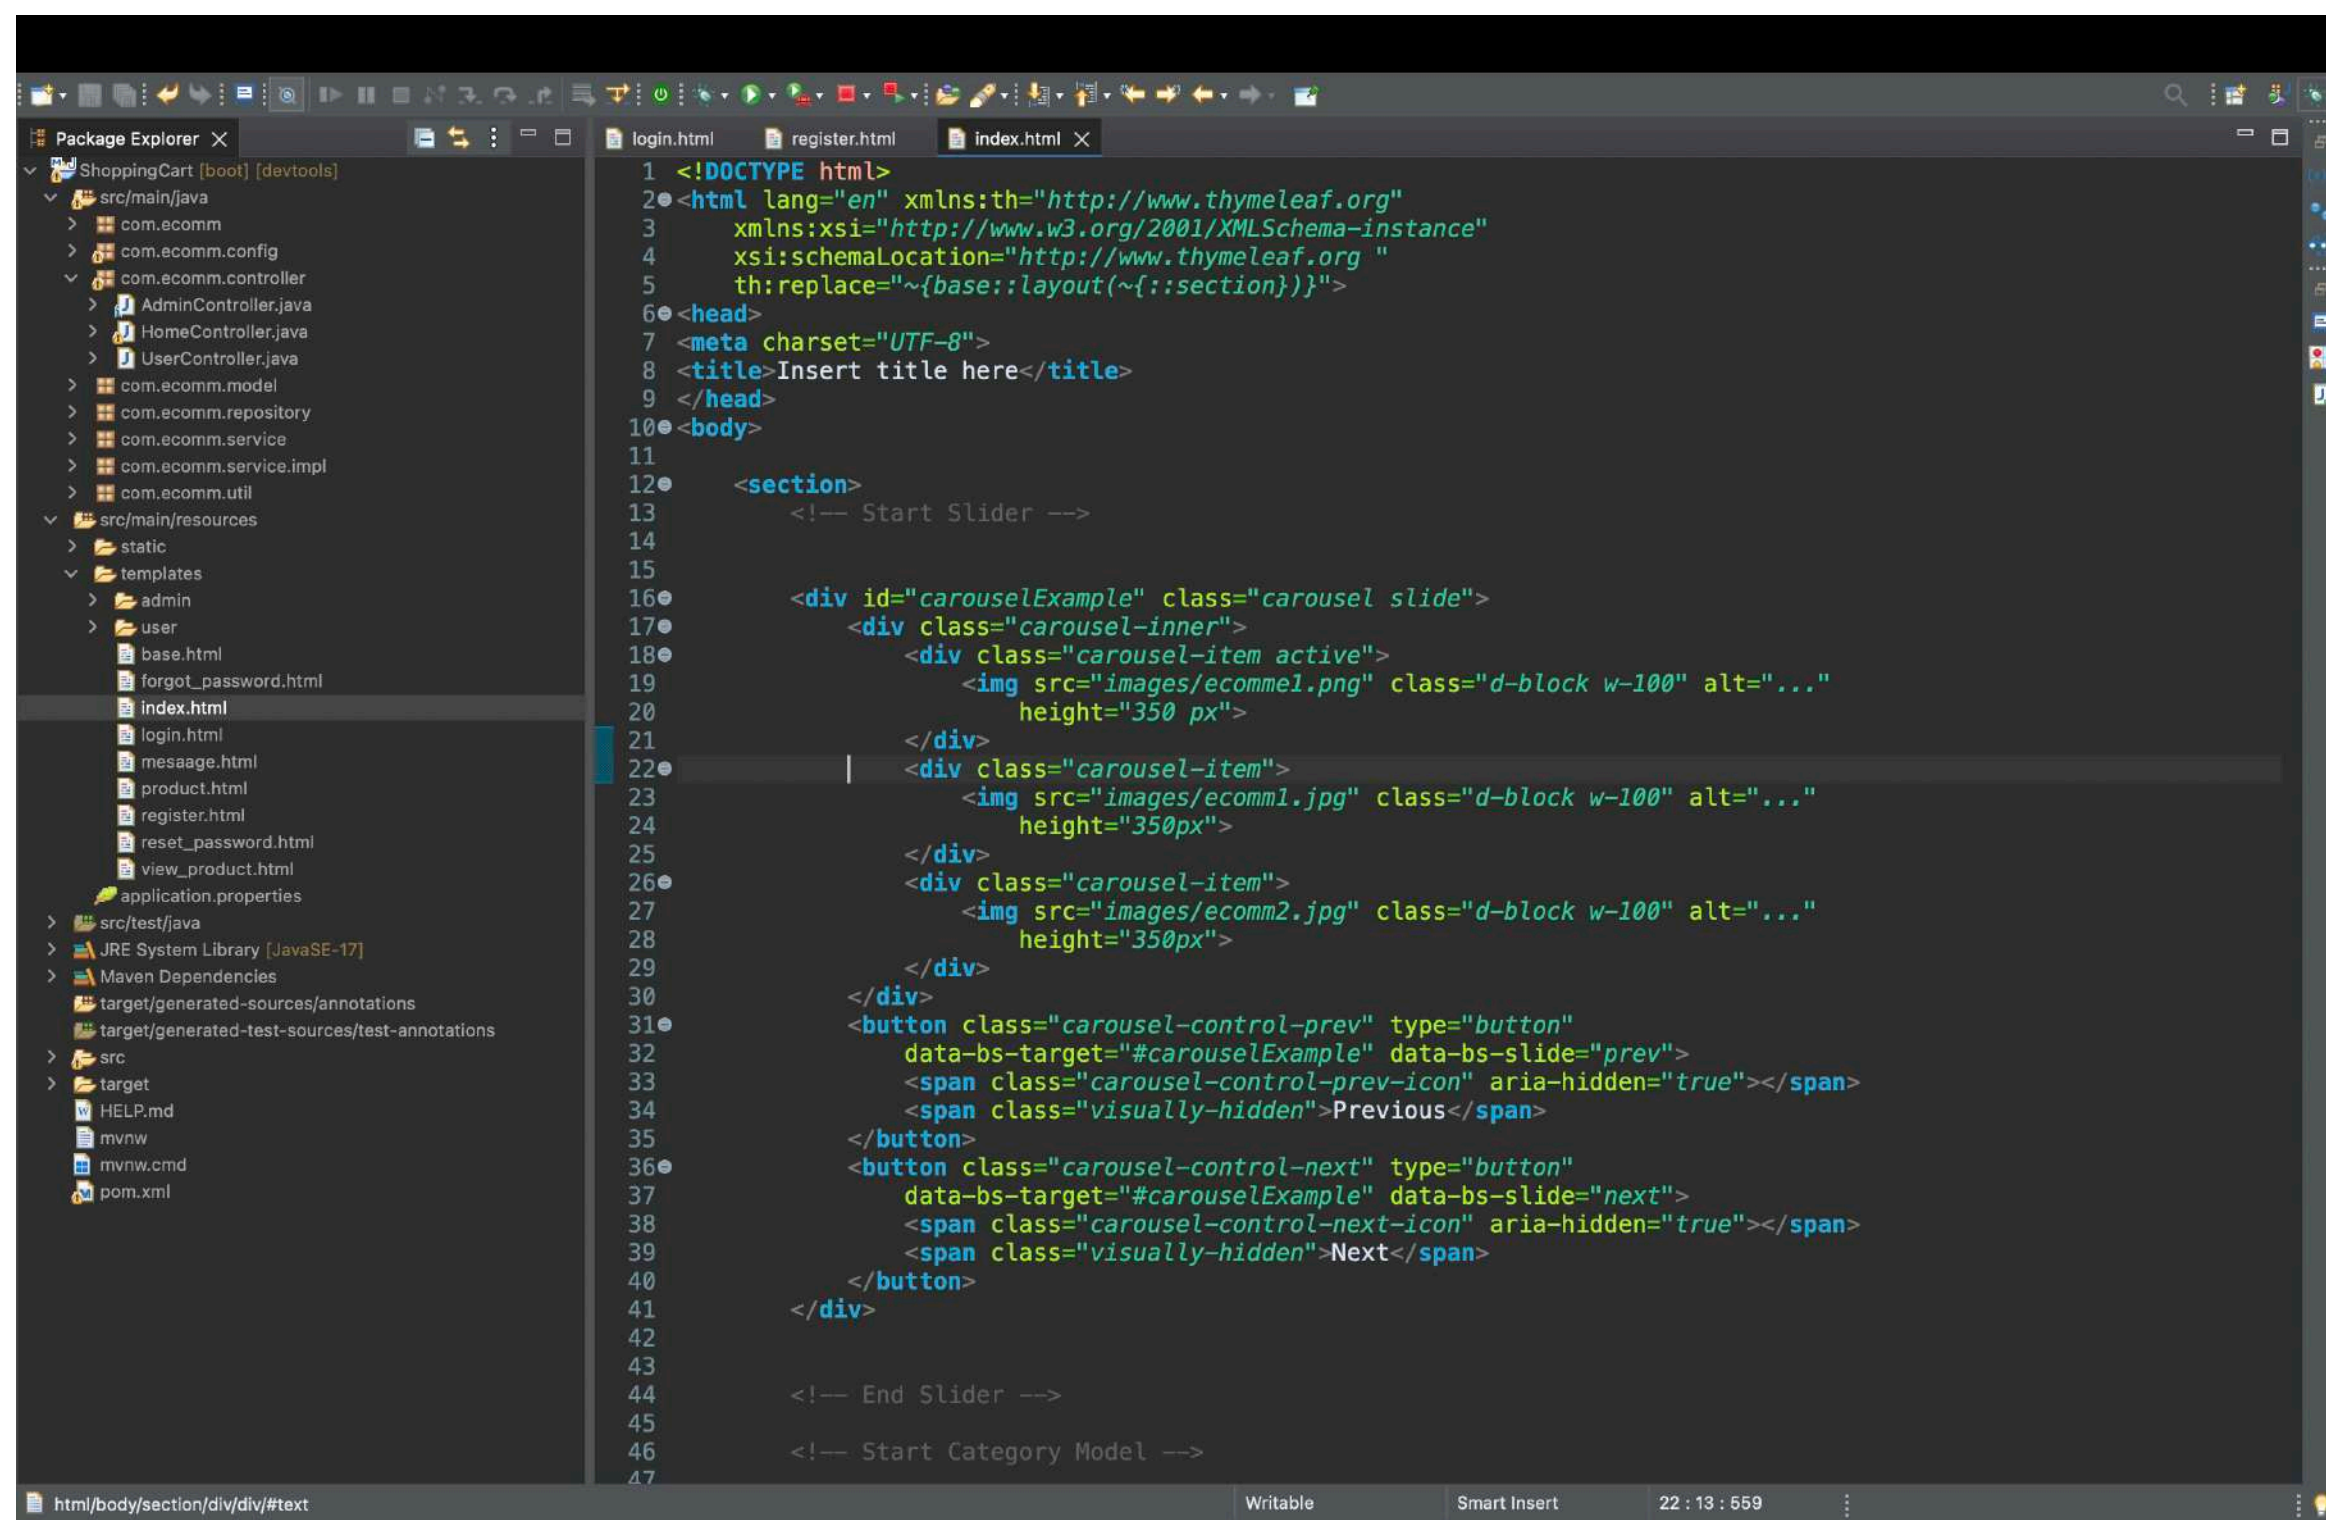 Package Explorer
ShoppingCart [boot] [devtools]
src/main/java
com.ecomm
com.ecomm.config
com.ecomm.controller
AdminController.java
HomeController.java
UserController.java
com.ecomm.model
com.ecomm.repository
com.ecomm.service
com.ecomm.service.impl
com.ecomm.util
src/main/resources
static
templates
admin
user
base.html
forgot_password.html
index.html
login.html
mesaage.html
product.html
register.html
reset_password.html
view_product.html
application.properties
src/test/java
JRE System Library [JavaSE-17]
Maven Dependencies
target/generated-sources/annotations
target/generated-test-sources/test-annotations
src
target
HELP.md
mvnw
mvnw.cmd
pom.xml
login.html register.html index.html
1 <!DOCTYPE html>
2 <html lang="en" xmlns:th="http://www.thymeleaf.org"
3 xmlns:xsi="http://www.w3.org/2001/XMLSchema-instance"
4 xsi:schemaLocation="http://www.thymeleaf.org "
5 th:replace="~{base::layout(~{::section})}">
6 <head>
7 <meta charset="UTF-8">
8 <title>Insert title here</title>
9 </head>
10 <body>
11
12 <section>
13 <!-- Start Slider -->
14
15
16 <div id="carouselExample" class="carousel slide">
17 <div class="carousel-inner">
18 <div class="carousel-item active">
19 <img src="images/ecomme1.png" class="d-block w-100" alt="..."
20 height="350 px">
21 </div>
22 <div class="carousel-item">
23 <img src="images/ecomm1.jpg" class="d-block w-100" alt="..."
24 height="350px">
25 </div>
26 <div class="carousel-item">
27 <img src="images/ecomm2.jpg" class="d-block w-100" alt="..."
28 height="350px">
29 </div>
30 </div>
31 <button class="carousel-control-prev" type="button"
32 data-bs-target="#carouselExample" data-bs-slide="prev">
33 <span class="carousel-control-prev-icon" aria-hidden="true"></span>
34 <span class="visually-hidden">Previous</span>
35 </button>
36 <button class="carousel-control-next" type="button"
37 data-bs-target="#carouselExample" data-bs-slide="next">
38 <span class="carousel-control-next-icon" aria-hidden="true"></span>
39 <span class="visually-hidden">Next</span>
40 </button>
41 </div>
42
43
44 <!-- End Slider -->
45
46 <!-- Start Category Model -->
47
html/body/section/div/div/#text Writable Smart Insert 22 : 13 : 559